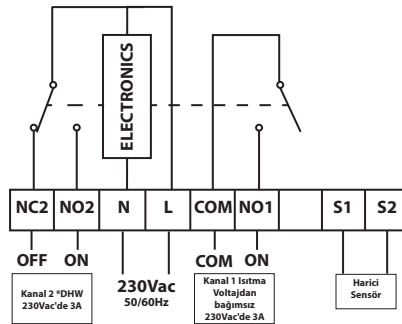 ELECTRONICS
NC2 NO2 N L COM NO1 S1 S2
OFF ON
230Vac
50/60Hz
COM ON
Kanal 2 *DHW
230Vac'de 3A
Kanal 1 Isıtma
Voltajdan
bağımsız
230Vac'de 3A
Harici
Sensör